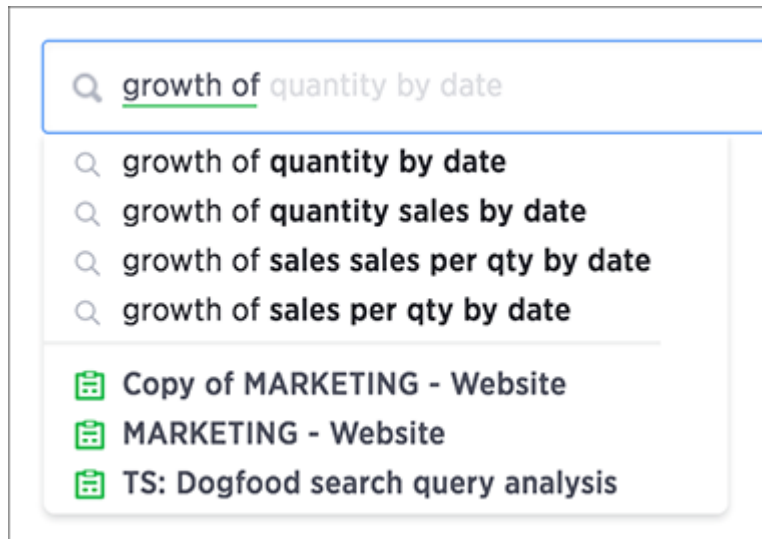 growth of quantity by date
growth of quantity by date
growth of quantity sales by date
growth of sales sales per qty by date
growth of sales per qty by date
Copy of MARKETING - Website
MARKETING - Website
TS: Dogfood search query analysis